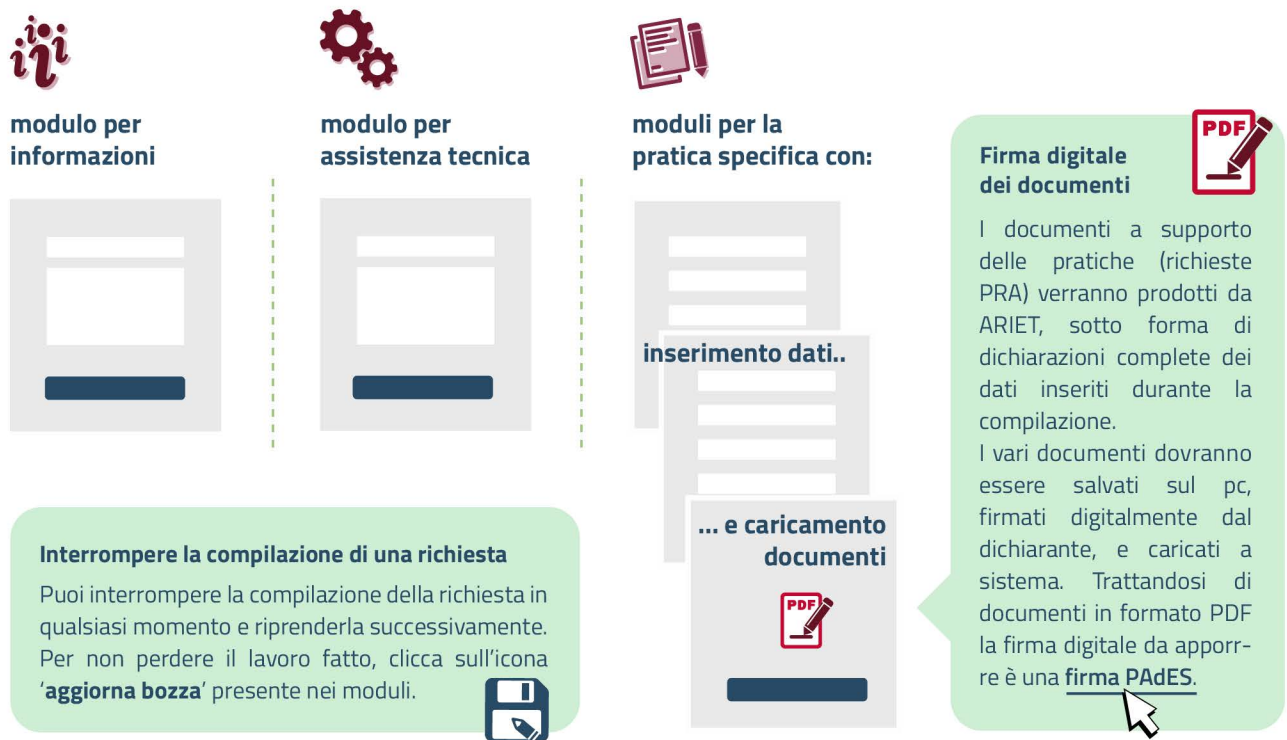 modulo per
informazioni
modulo per
assistenza tecnica
moduli per la
pratica specifica con:
inserimento dati..
... e caricamento
documenti
PDF
Interrompere la compilazione di una richiesta
Puoi interrompere la compilazione della richiesta in
qualsiasi momento e riprenderla successivamente.
Per non perdere il lavoro fatto, clicca sull'icona
'aggiorna bozza' presente nei moduli.
PDF
Firma digitale
dei documenti
I documenti a supporto
delle pratiche (richieste
PRA) verranno prodotti da
ARIET, sotto forma di
dichiarazioni complete dei
dati inseriti durante la
compilazione.
I vari documenti dovranno
essere salvati sul pc,
firmati digitalmente dal
dichiarante, e caricati a
sistema. Trattandosi di
documenti in formato PDF
la firma digitale da apporr-
re è una firma PAdES.